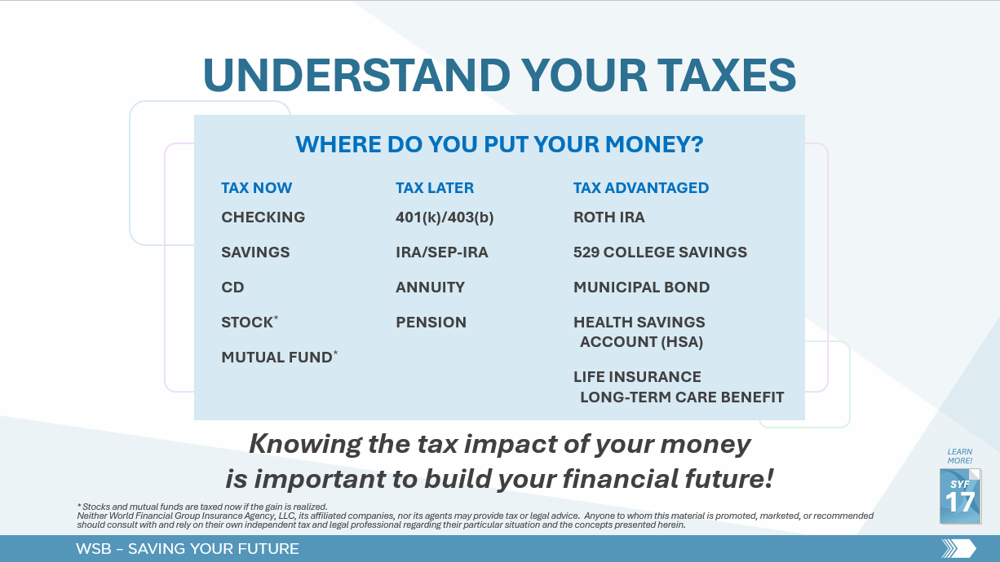 UNDERSTAND YOUR TAXES
WHERE DO YOU PUT YOUR MONEY?
TAX NOW
CHECKING
SAVINGS
CD
STOCK*
MUTUAL FUND*
TAX LATER
401(k)/403(b)
IRA/SEP-IRA
ANNUITY
PENSION
TAX ADVANTAGED
ROTH IRA
529 COLLEGE SAVINGS
MUNICIPAL BOND
HEALTH SAVINGS
ACCOUNT (HSA)
LIFE INSURANCE
LONG-TERM CARE BENEFIT
Knowing the tax impact of your money
is important to build your financial future!
LEARN
MORE!
SYF
17
* Stocks and mutual funds are taxed now if the gain is realized.
Neither World Financial Group Insurance Agency, LLC, its affiliated companies, nor its agents may provide tax or legal advice. Anyone to whom this material is promoted, marketed, or recommended
should consult with and rely on their own independent tax and legal professional regarding their particular situation and the concepts presented herein.
WSB – SAVING YOUR FUTURE